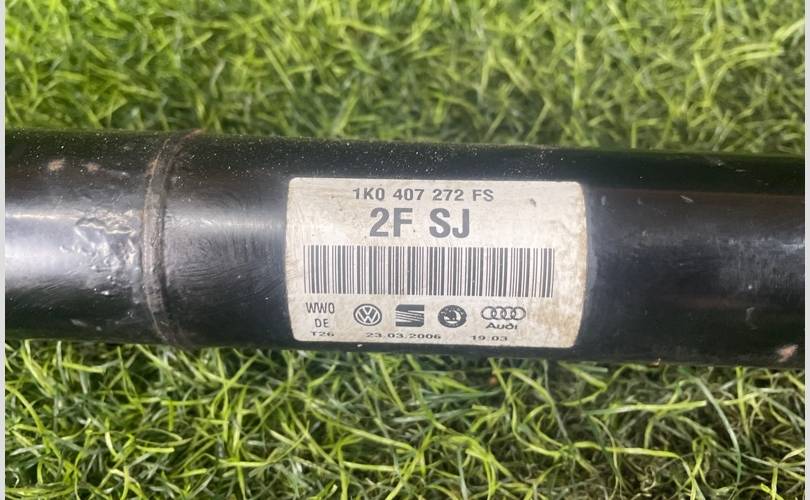 1K0 407 272 FS
2F SJ
WWO
DE
Audi
T26 23.03.2006 19:03